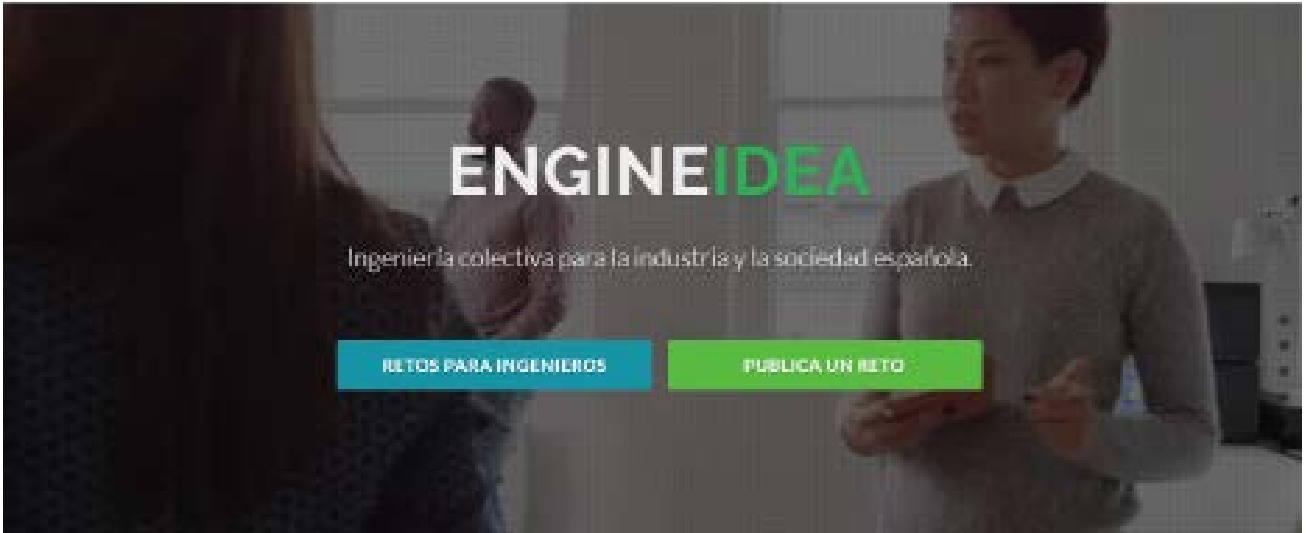 ENGINEIDEA
Ingeniería colectiva para la industria y la sociedad española.
RETOS PARA INGENIEROS
PUBLICA UN RETO